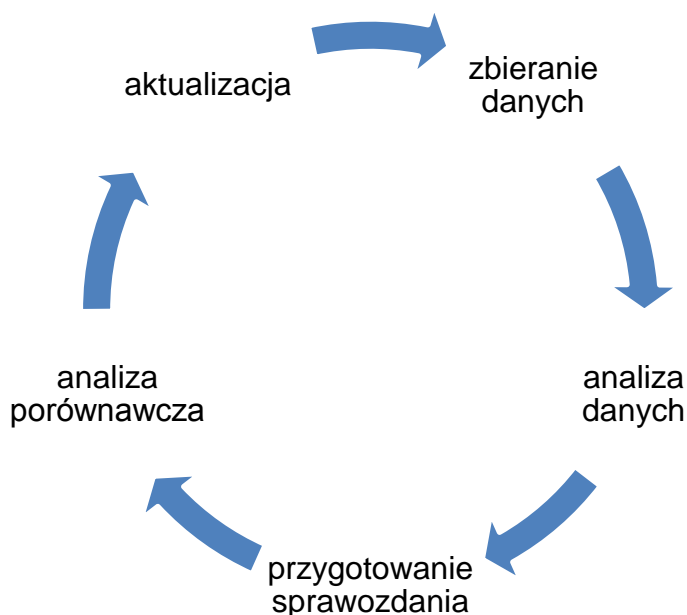 aktualizacja
zbieranie
danych
analiza
danych
przygotowanie
sprawozdania
analiza
porównawcza